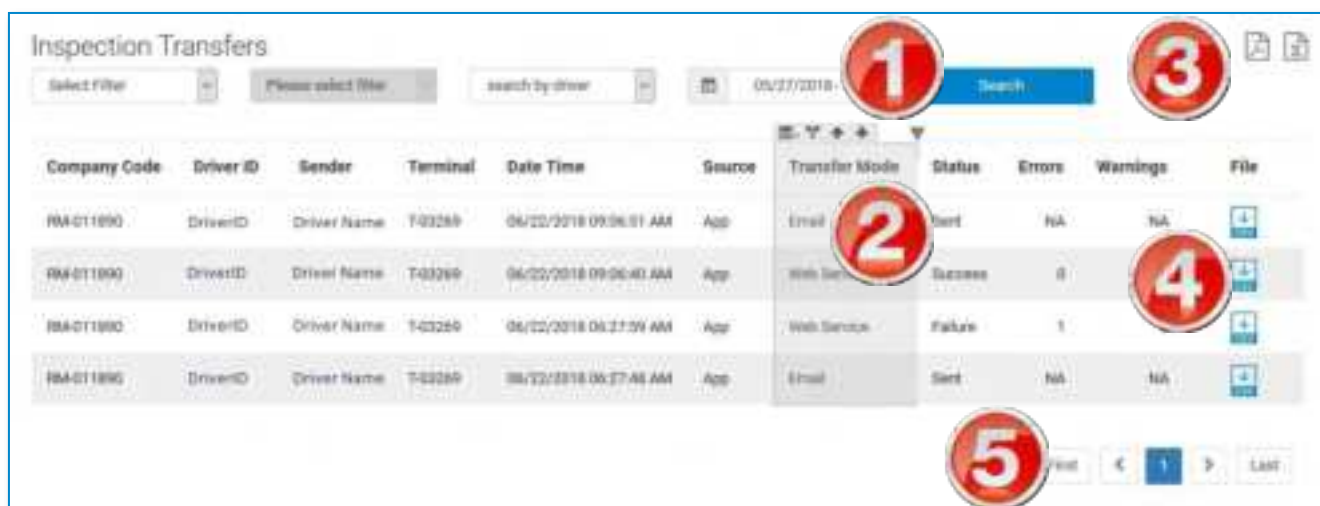 Inspection Transfers
Select Filter Please select filter search by driver 05/27/2018- Search
1
3
Company Code Driver ID Sender Terminal Date Time Source Transfer Mode Status Errors Warnings File
RM-011890 DriverID Driver Name T-03269 06/22/2018 09:06:51 AM App Email Sent NA NA
2
RM-011890 DriverID Driver Name T-03269 06/22/2018 09:06:40 AM App Web Success 0
4
RM-011890 DriverID Driver Name T-03269 06/22/2018 06:27:59 AM App Web Service Failure 1
RM-011890 DriverID Driver Name T-03269 06/22/2018 06:27:46 AM App Email Sent NA NA
5
First < 1 > Last